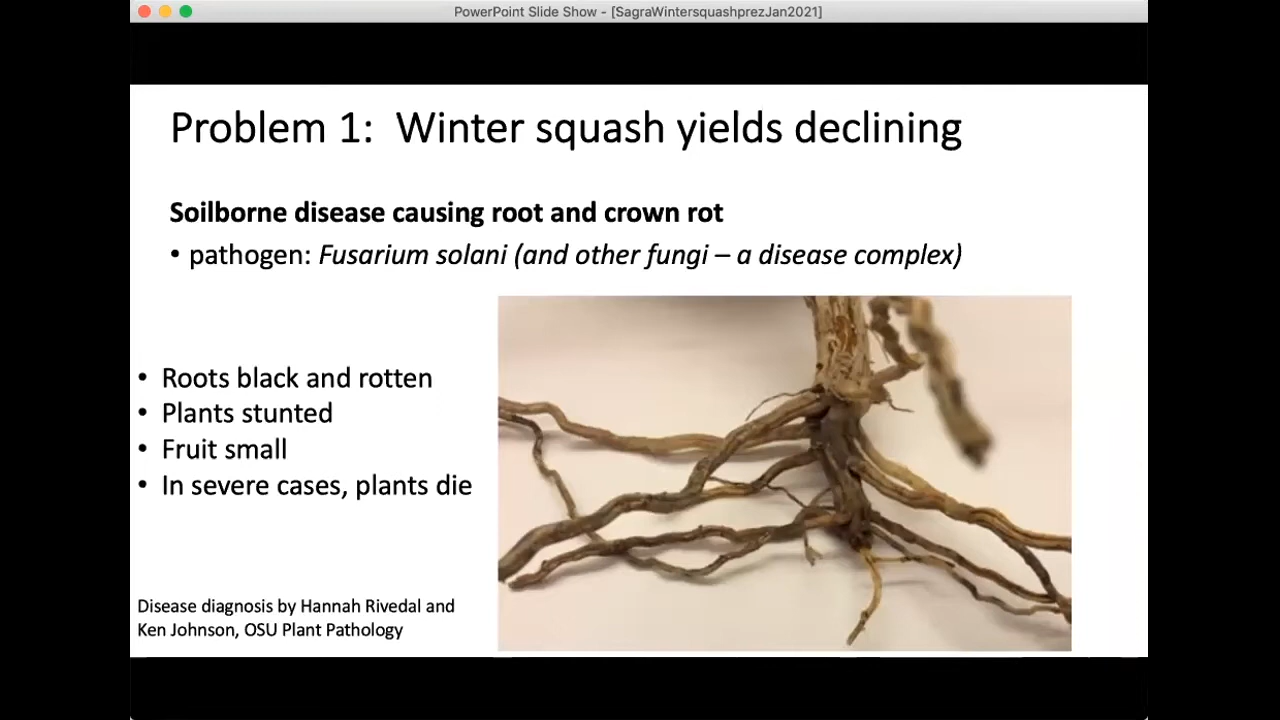 PowerPoint Slide Show - [SagraWintersquashprezJan2021]
Problem 1: Winter squash yields declining
Soilborne disease causing root and crown rot
• pathogen: Fusarium solani (and other fungi – a disease complex)
• Roots black and rotten
• Plants stunted
• Fruit small
• In severe cases, plants die
Disease diagnosis by Hannah Rivedal and
Ken Johnson, OSU Plant Pathology